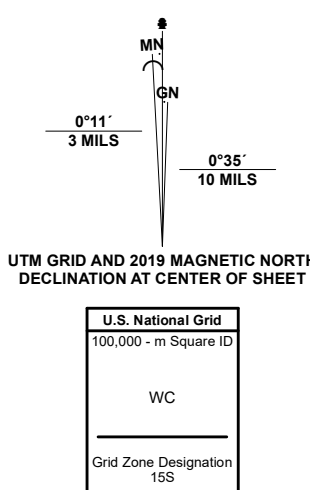 MN
GN
0°11´
3 MILS
0°35´
10 MILS
UTM GRID AND 2019 MAGNETIC NORTH
DECLINATION AT CENTER OF SHEET
U.S. National Grid
100,000 - m Square ID
WC
Grid Zone Designation
15S